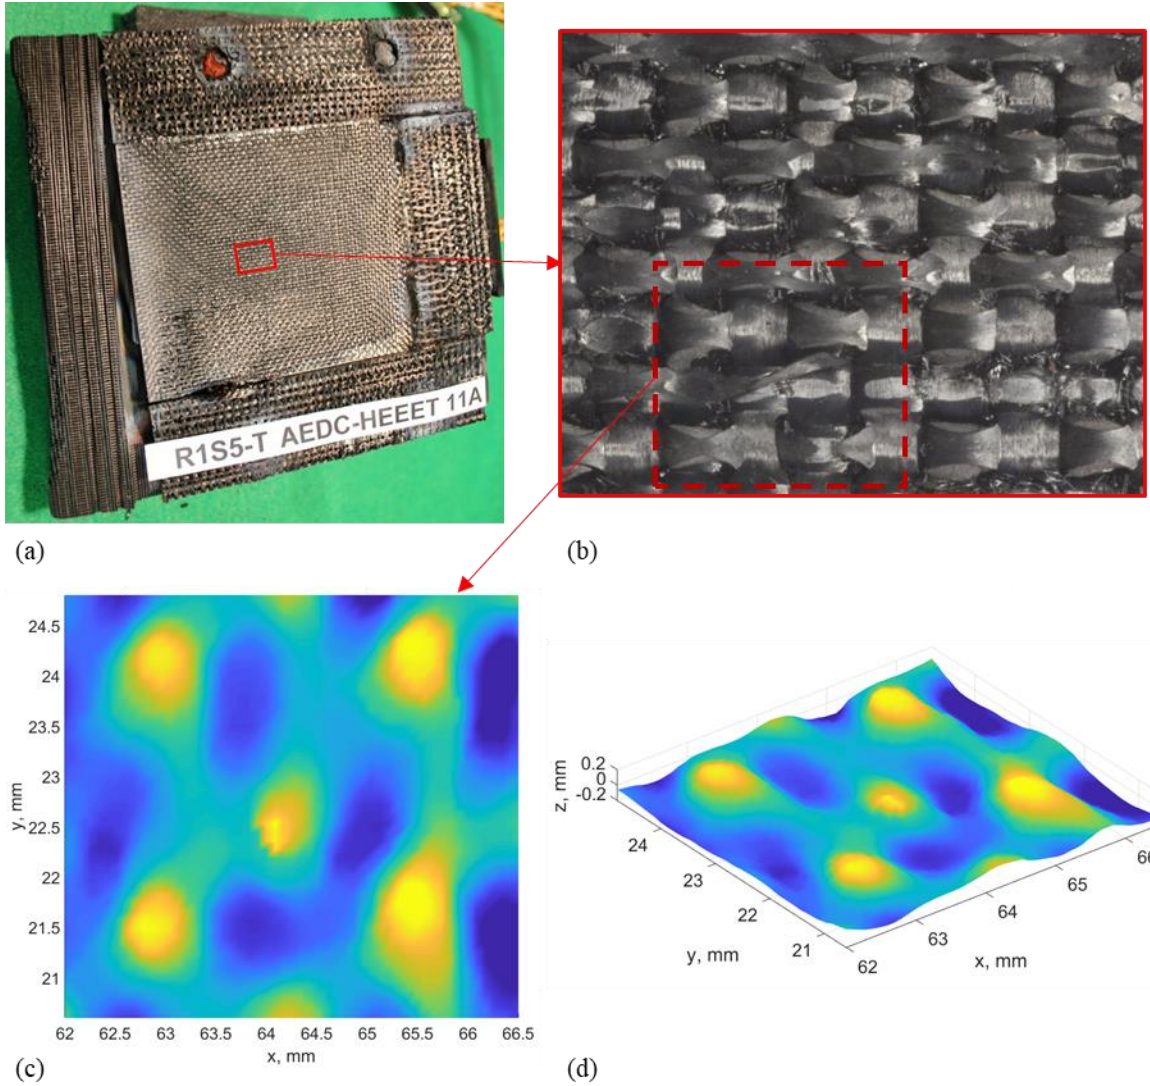 R1S5-T AEDC-HEEET 11A
(a)
(b)
24.5
24
23.5
23
22.5
22
21.5
21
y, mm
62 62.5 63 63.5 64 64.5 65 65.5 66 66.5
x, mm
(c)
0.2
0
-0.2
z, mm
24
23
22
21
y, mm
62
63
64
65
66
x, mm
(d)